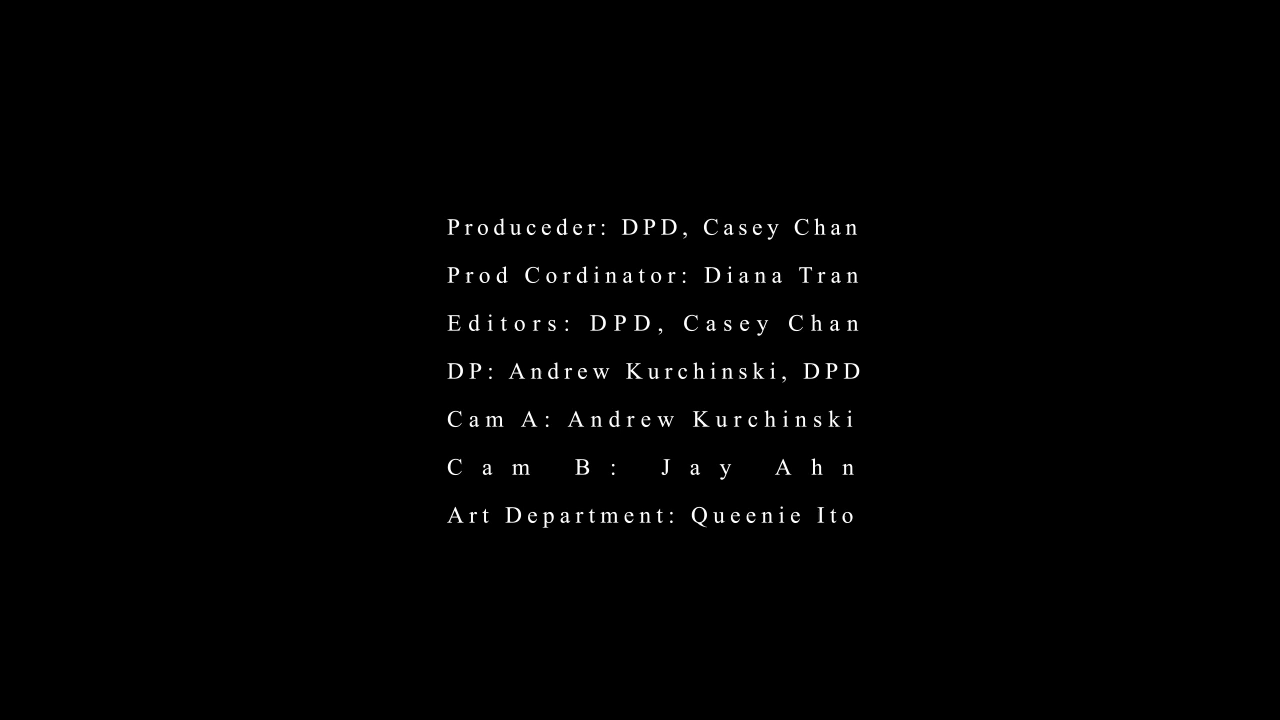 Produceder: DPD, Casey Chan
Prod Cordinator: Diana Tran
Editors: DPD, Casey Chan
DP: Andrew Kurchinski, DPD
Cam A: Andrew Kurchinski
Cam B: Jay Ahn
Art Department: Queenie Ito